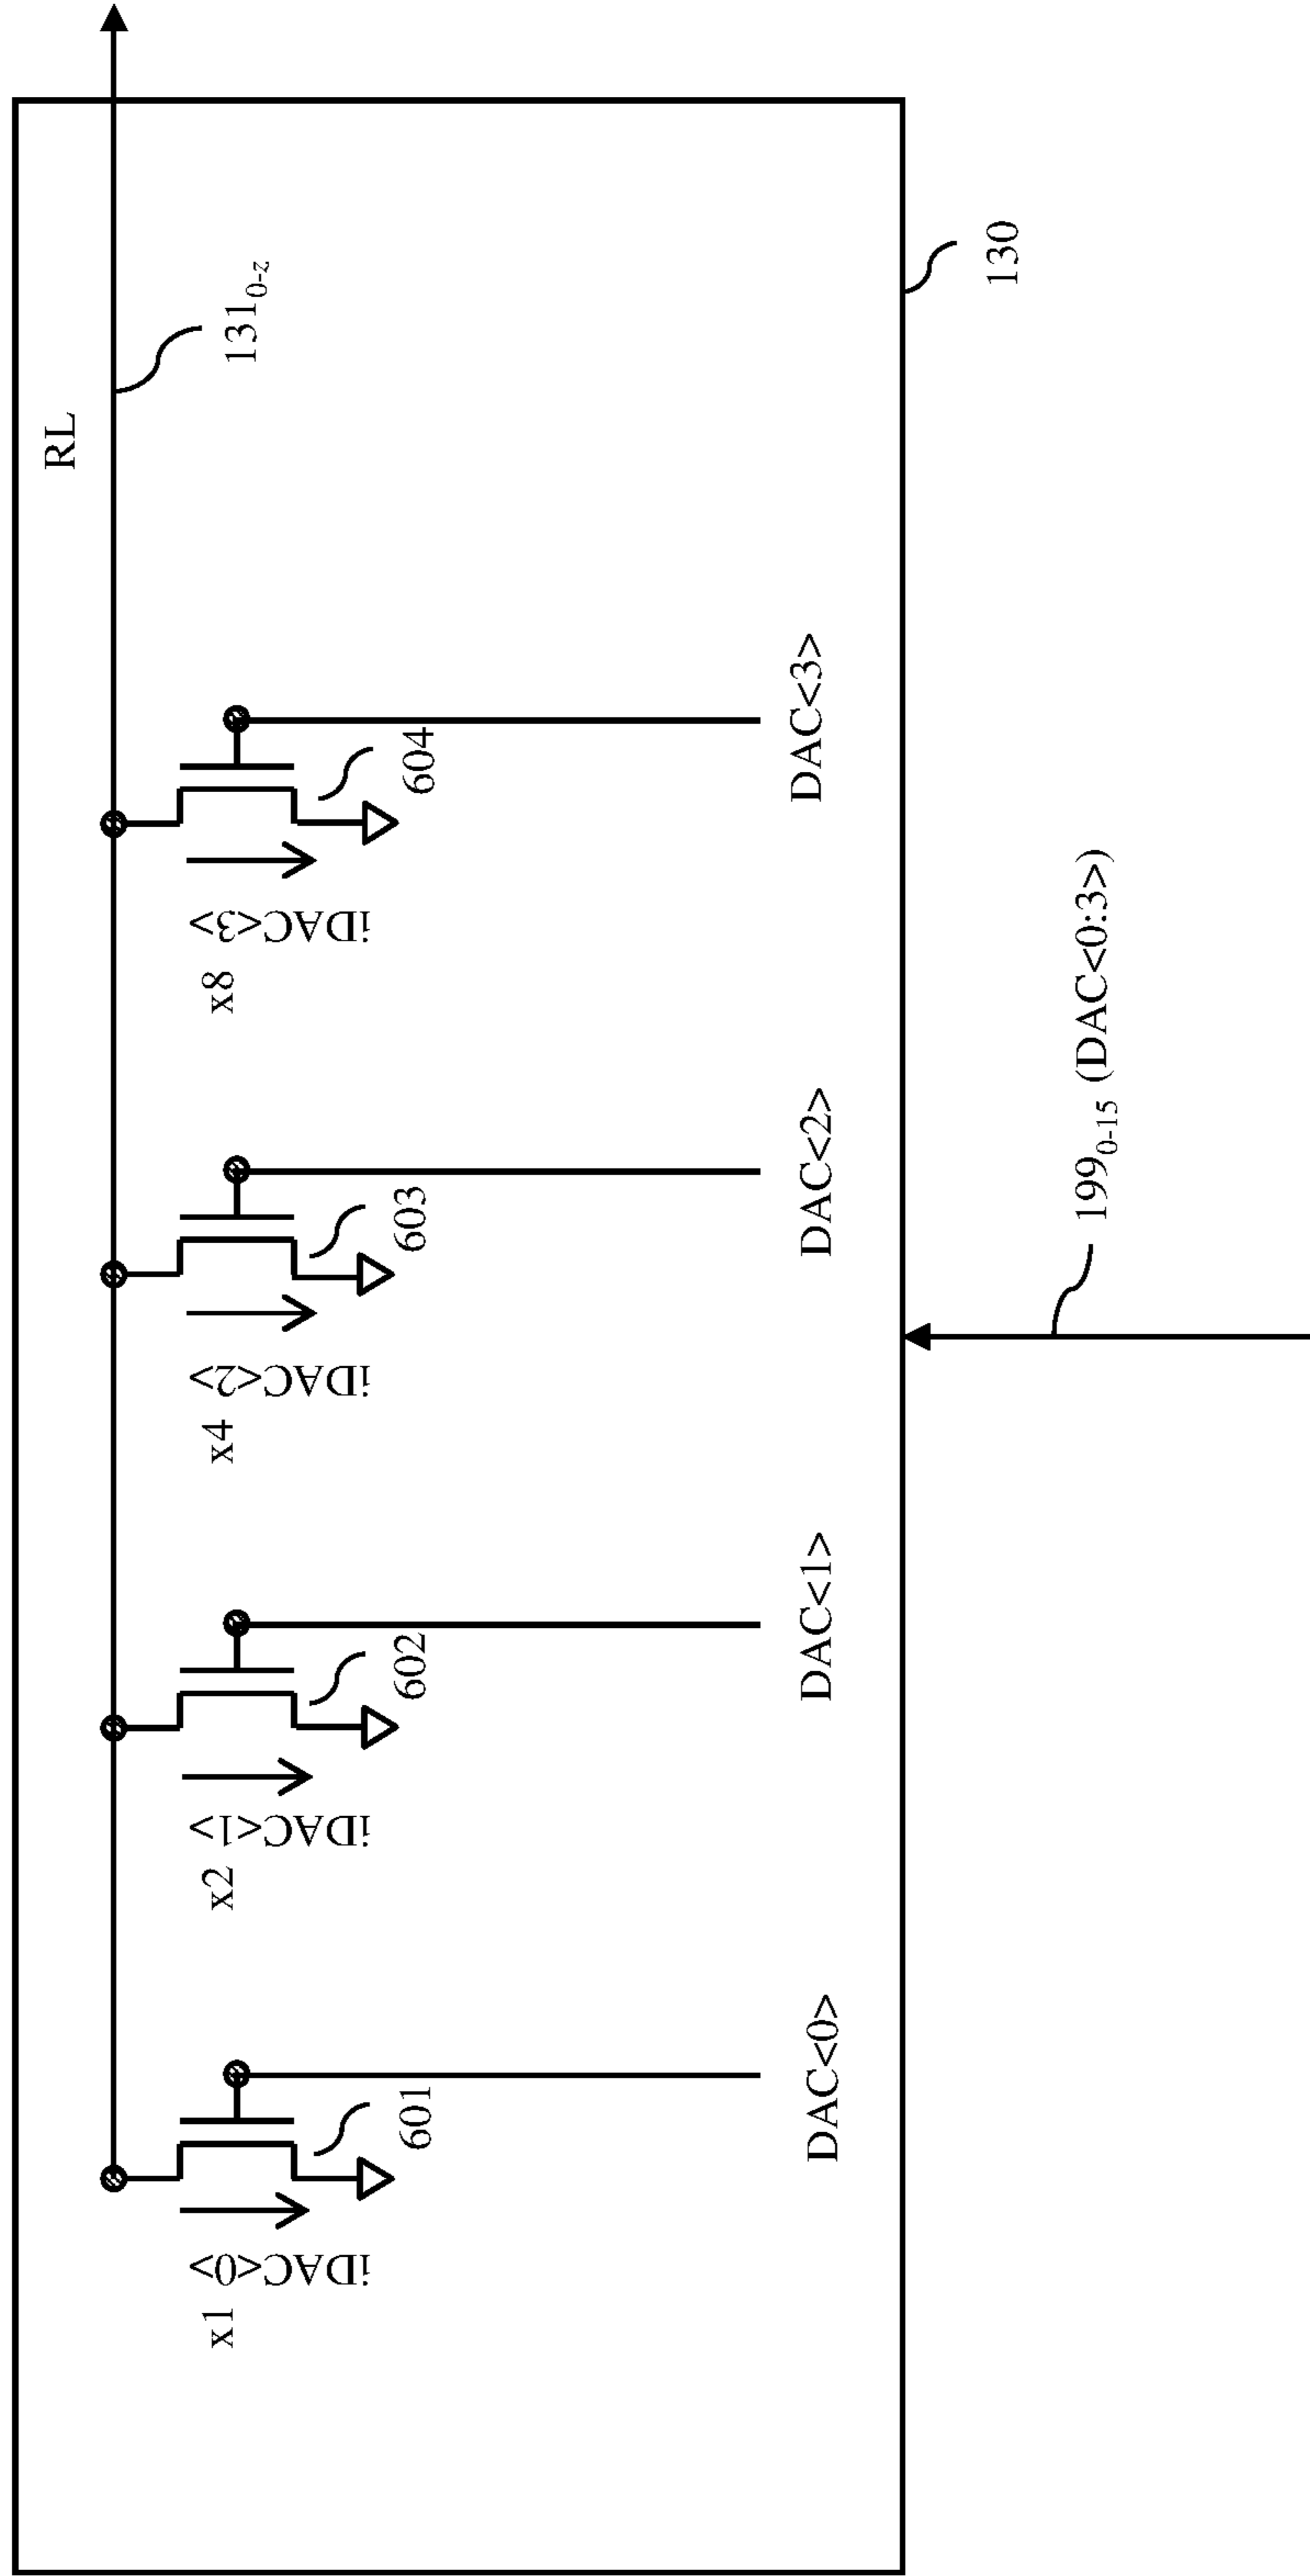 RL
131₀₋z
x1
iDAC<0>
601
x2
iDAC<1>
602
x4
iDAC<2>
603
x8
iDAC<3>
604
DAC<0>
DAC<1>
DAC<2>
DAC<3>
130
199₀₋₁₅ (DAC<0:3>)